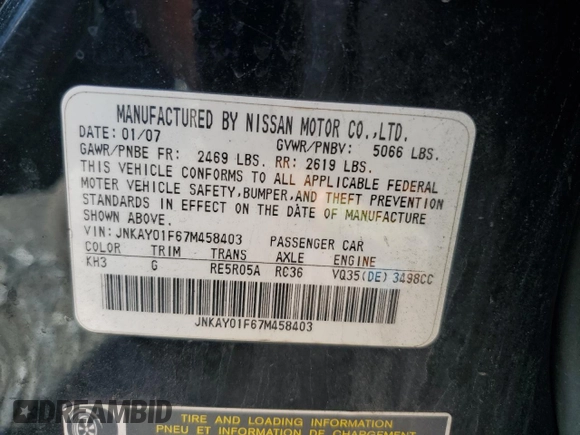 MANUFACTURED BY NISSAN MOTOR CO.,LTD.
DATE: 01/07 GVWR/PNBV: 5066 LBS.
GAWR/PNBE FR: 2469 LBS. RR: 2619 LBS.
THIS VEHICLE CONFORMS TO ALL APPLICABLE FEDERAL
MOTER VEHICLE SAFETY,BUMPER,AND THEFT PREVENTION
STANDARDS IN EFFECT ON THE DATE OF MANUFACTURE
SHOWN ABOVE.
VIN: JNKAY01F67M458403 PASSENGER CAR
COLOR TRIM TRANS AXLE ENGINE
KH3 G RE5R05A RC36 VQ35(DE) 3498CC
JNKAY01F67M458403
TIRE AND LOADING INFORMATION
PNEU ET INFORMATION DE CHARGEMENT
DREAMBID